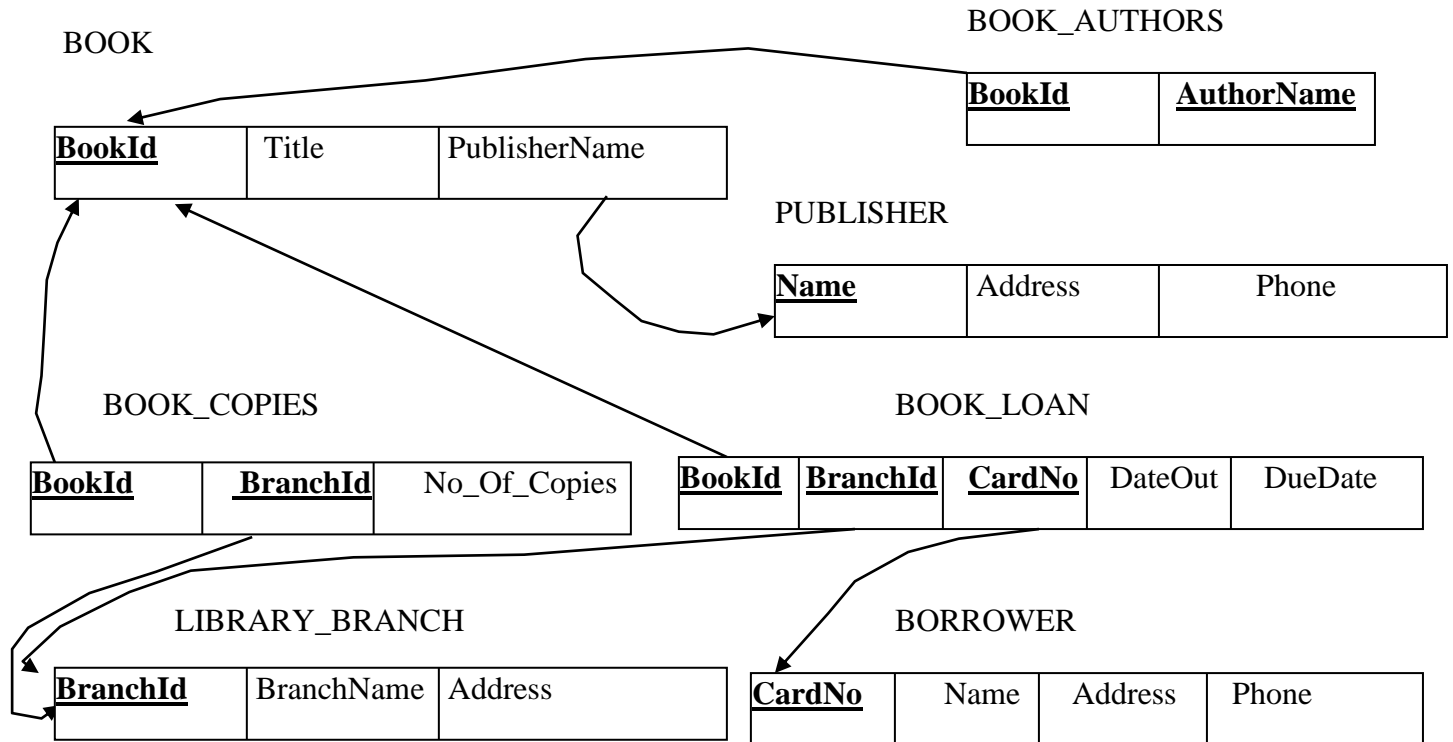 BOOK
BOOK_AUTHORS
BookId AuthorName
BookId Title PublisherName
PUBLISHER
Name Address Phone
BOOK_COPIES
BOOK_LOAN
BookId BranchId No_Of_Copies
BookId BranchId CardNo DateOut DueDate
LIBRARY_BRANCH
BORROWER
BranchId BranchName Address
CardNo Name Address Phone